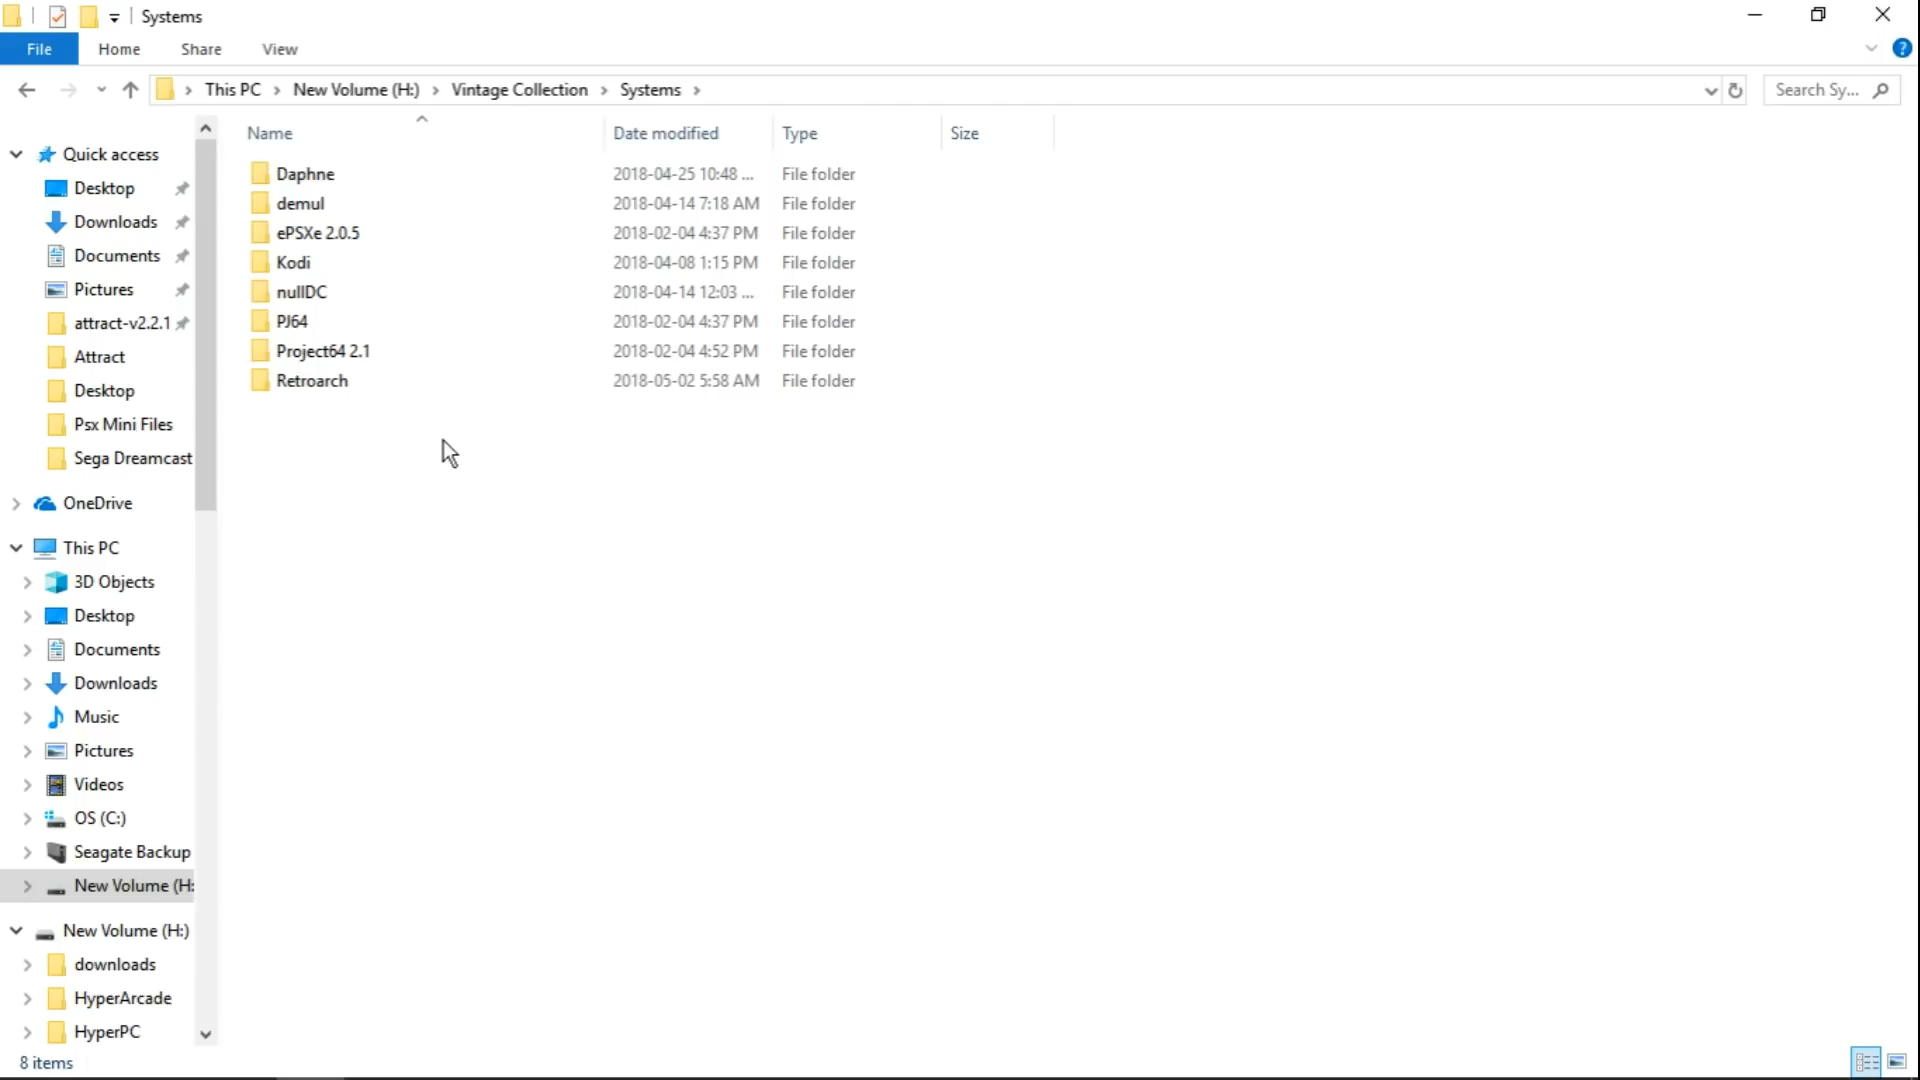 Systems
File Home Share View
This PC New Volume (H:) Vintage Collection Systems Search Sy...
Name Date modified Type Size
Quick access
Desktop
Downloads
Documents
Pictures
attract-v2.2.1
Attract
Desktop
Psx Mini Files
Sega Dreamcast
OneDrive
This PC
3D Objects
Desktop
Documents
Downloads
Music
Pictures
Videos
OS (C:)
Seagate Backup
New Volume (H:
New Volume (H:)
downloads
HyperArcade
HyperPC
Daphne 2018-04-25 10:48 ... File folder
demul 2018-04-14 7:18 AM File folder
ePSXe 2.0.5 2018-02-04 4:37 PM File folder
Kodi 2018-04-08 1:15 PM File folder
nullDC 2018-04-14 12:03 ... File folder
PJ64 2018-02-04 4:37 PM File folder
Project64 2.1 2018-02-04 4:52 PM File folder
Retroarch 2018-05-02 5:58 AM File folder
8 items